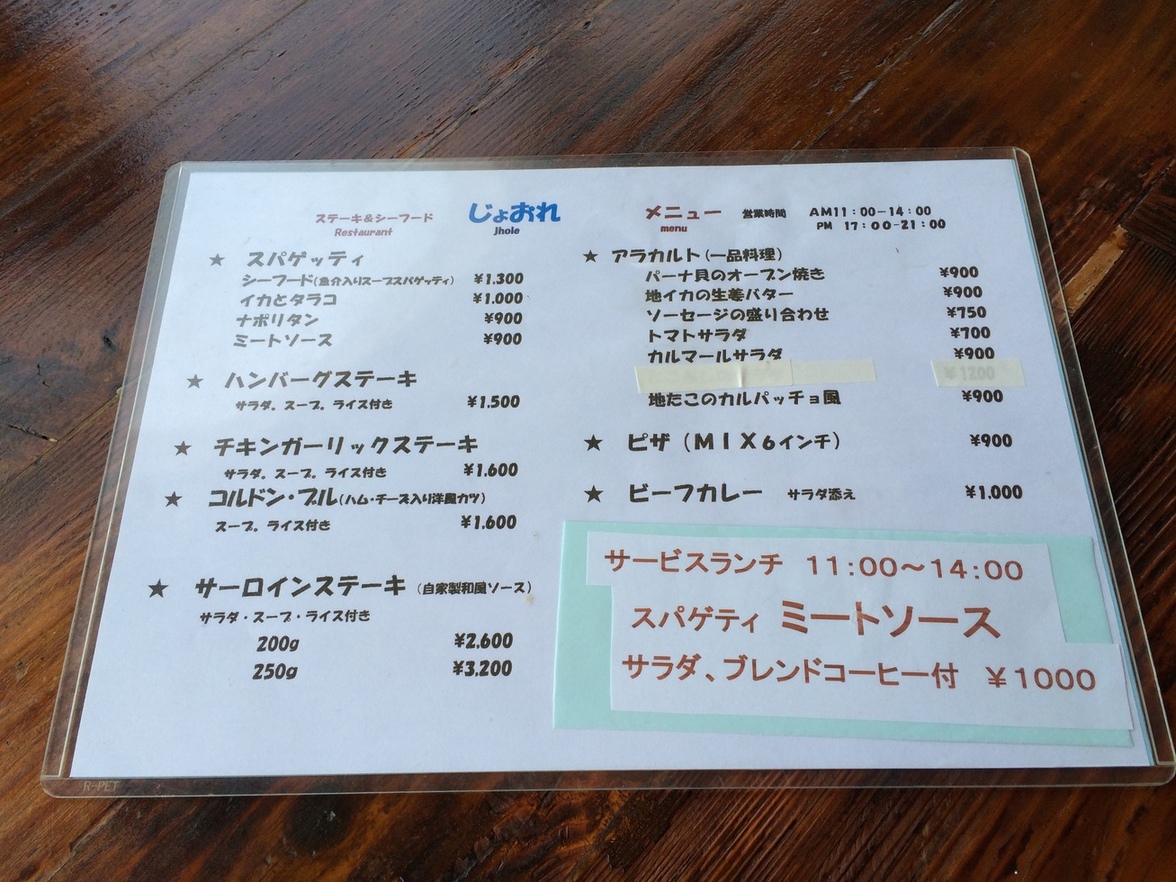 ステーキ&シーフード じょおれ メニュー 営業時間 AM11:00-14:00
Restaurant Jhole menu PM 17:00-21:00
★ スパゲッティ
シーフード(魚介入りスープスパゲッティ) ¥1.300
イカとタラコ ¥1.000
ナポリタン ¥900
ミートソース ¥900
★ ハンバーグステーキ
サラダ。スープ。ライス付き ¥1.500
★ チキンガーリックステーキ
サラダ。スープ。ライス付き ¥1.600
★ コルドン・ブル(ハム・チーズ入り洋風カツ)
スープ。ライス付き ¥1.600
★ サーロインステーキ (自家製和風ソース)
サラダ・スープ・ライス付き
200g ¥2.600
250g ¥3.200
★ アラカルト(一品料理)
パーナ貝のオーブン焼き ¥900
地イカの生姜バター ¥900
ソーセージの盛り合わせ ¥750
トマトサラダ ¥700
カルマールサラダ ¥900
¥1200
地たこのカルパッチョ風 ¥900
★ ピザ(MIX6インチ) ¥900
★ ビーフカレー サラダ添え ¥1.000
サービスランチ 11:00~14:00
スパゲティ ミートソース
サラダ、ブレンドコーヒー付 ¥1000
R-PET